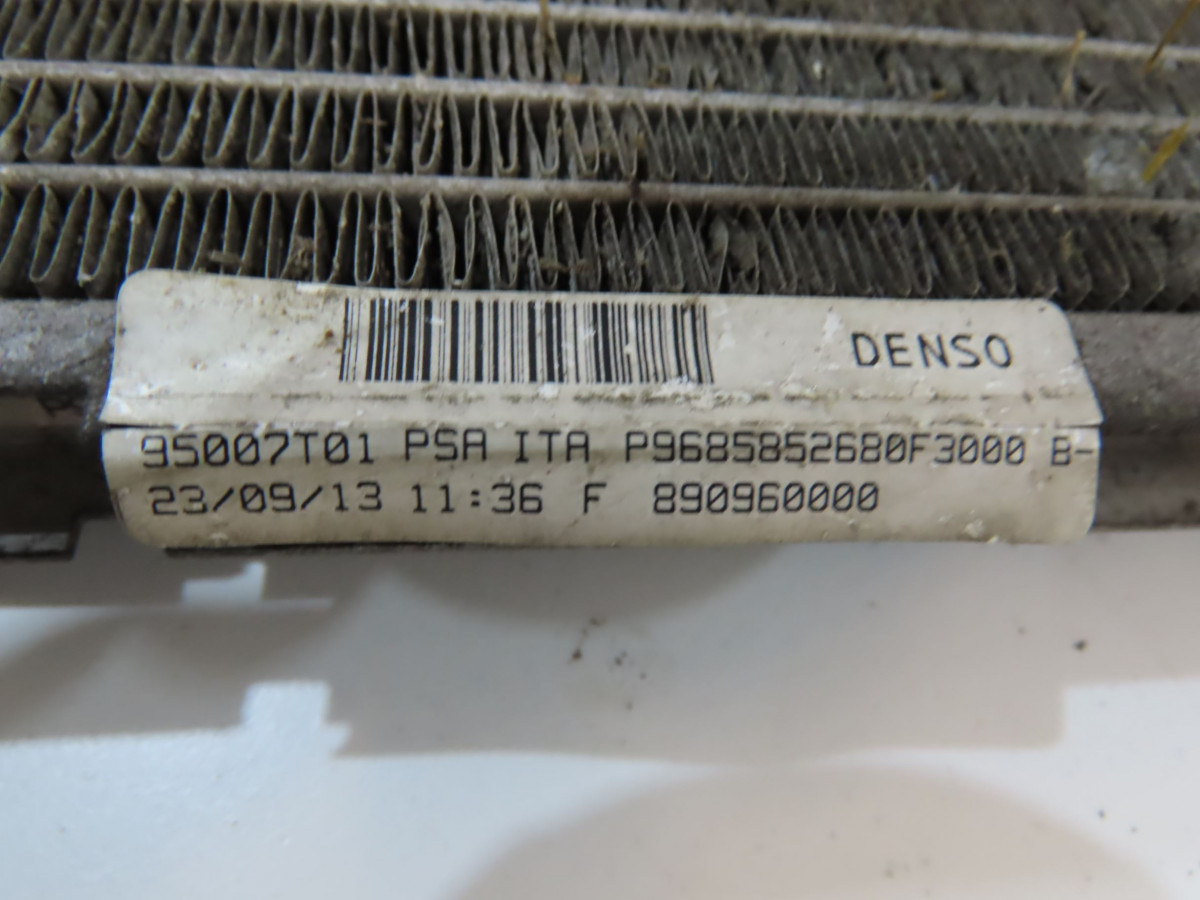 DENSO
95007T01 PSA ITA P9685852680F3000 B-
23/09/13 11:36 F 890960000